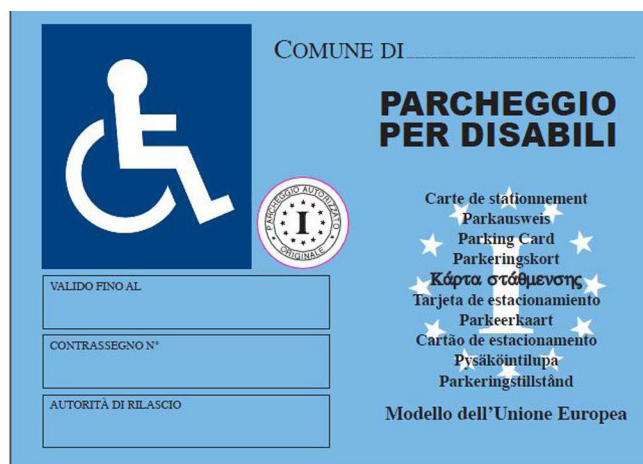 COMUNE DI
PARCHEGGIO
PER DISABILI
PARCHEGGIO AUTORIZZATO
I
ORIGINALE
Carte de stationnement
Parkausweis
Parking Card
Parkeringskort
Κάρτα στάθμευσης
Tarjeta de estacionamiento
Parkeerkaart
Cartão de estacionamento
Pysäköintilupa
Parkeringstillstånd
I
Modello dell'Unione Europea
VALIDO FINO AL
CONTRASSEGNO N°
AUTORITÀ DI RILASCIO